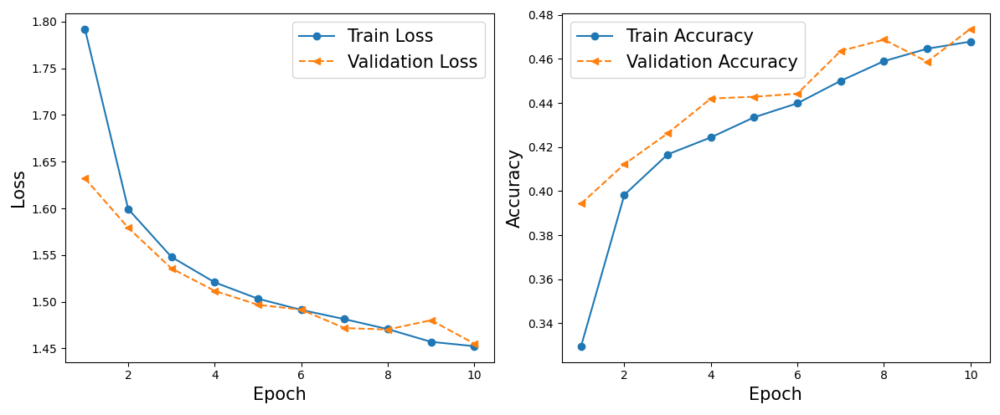 1.80
1.75
1.70
1.65
1.60
1.55
1.50
1.45
Loss
2 4 6 8 10
Epoch
Train Loss
Validation Loss
0.48
0.46
0.44
0.42
0.40
0.38
0.36
0.34
Accuracy
2 4 6 8 10
Epoch
Train Accuracy
Validation Accuracy